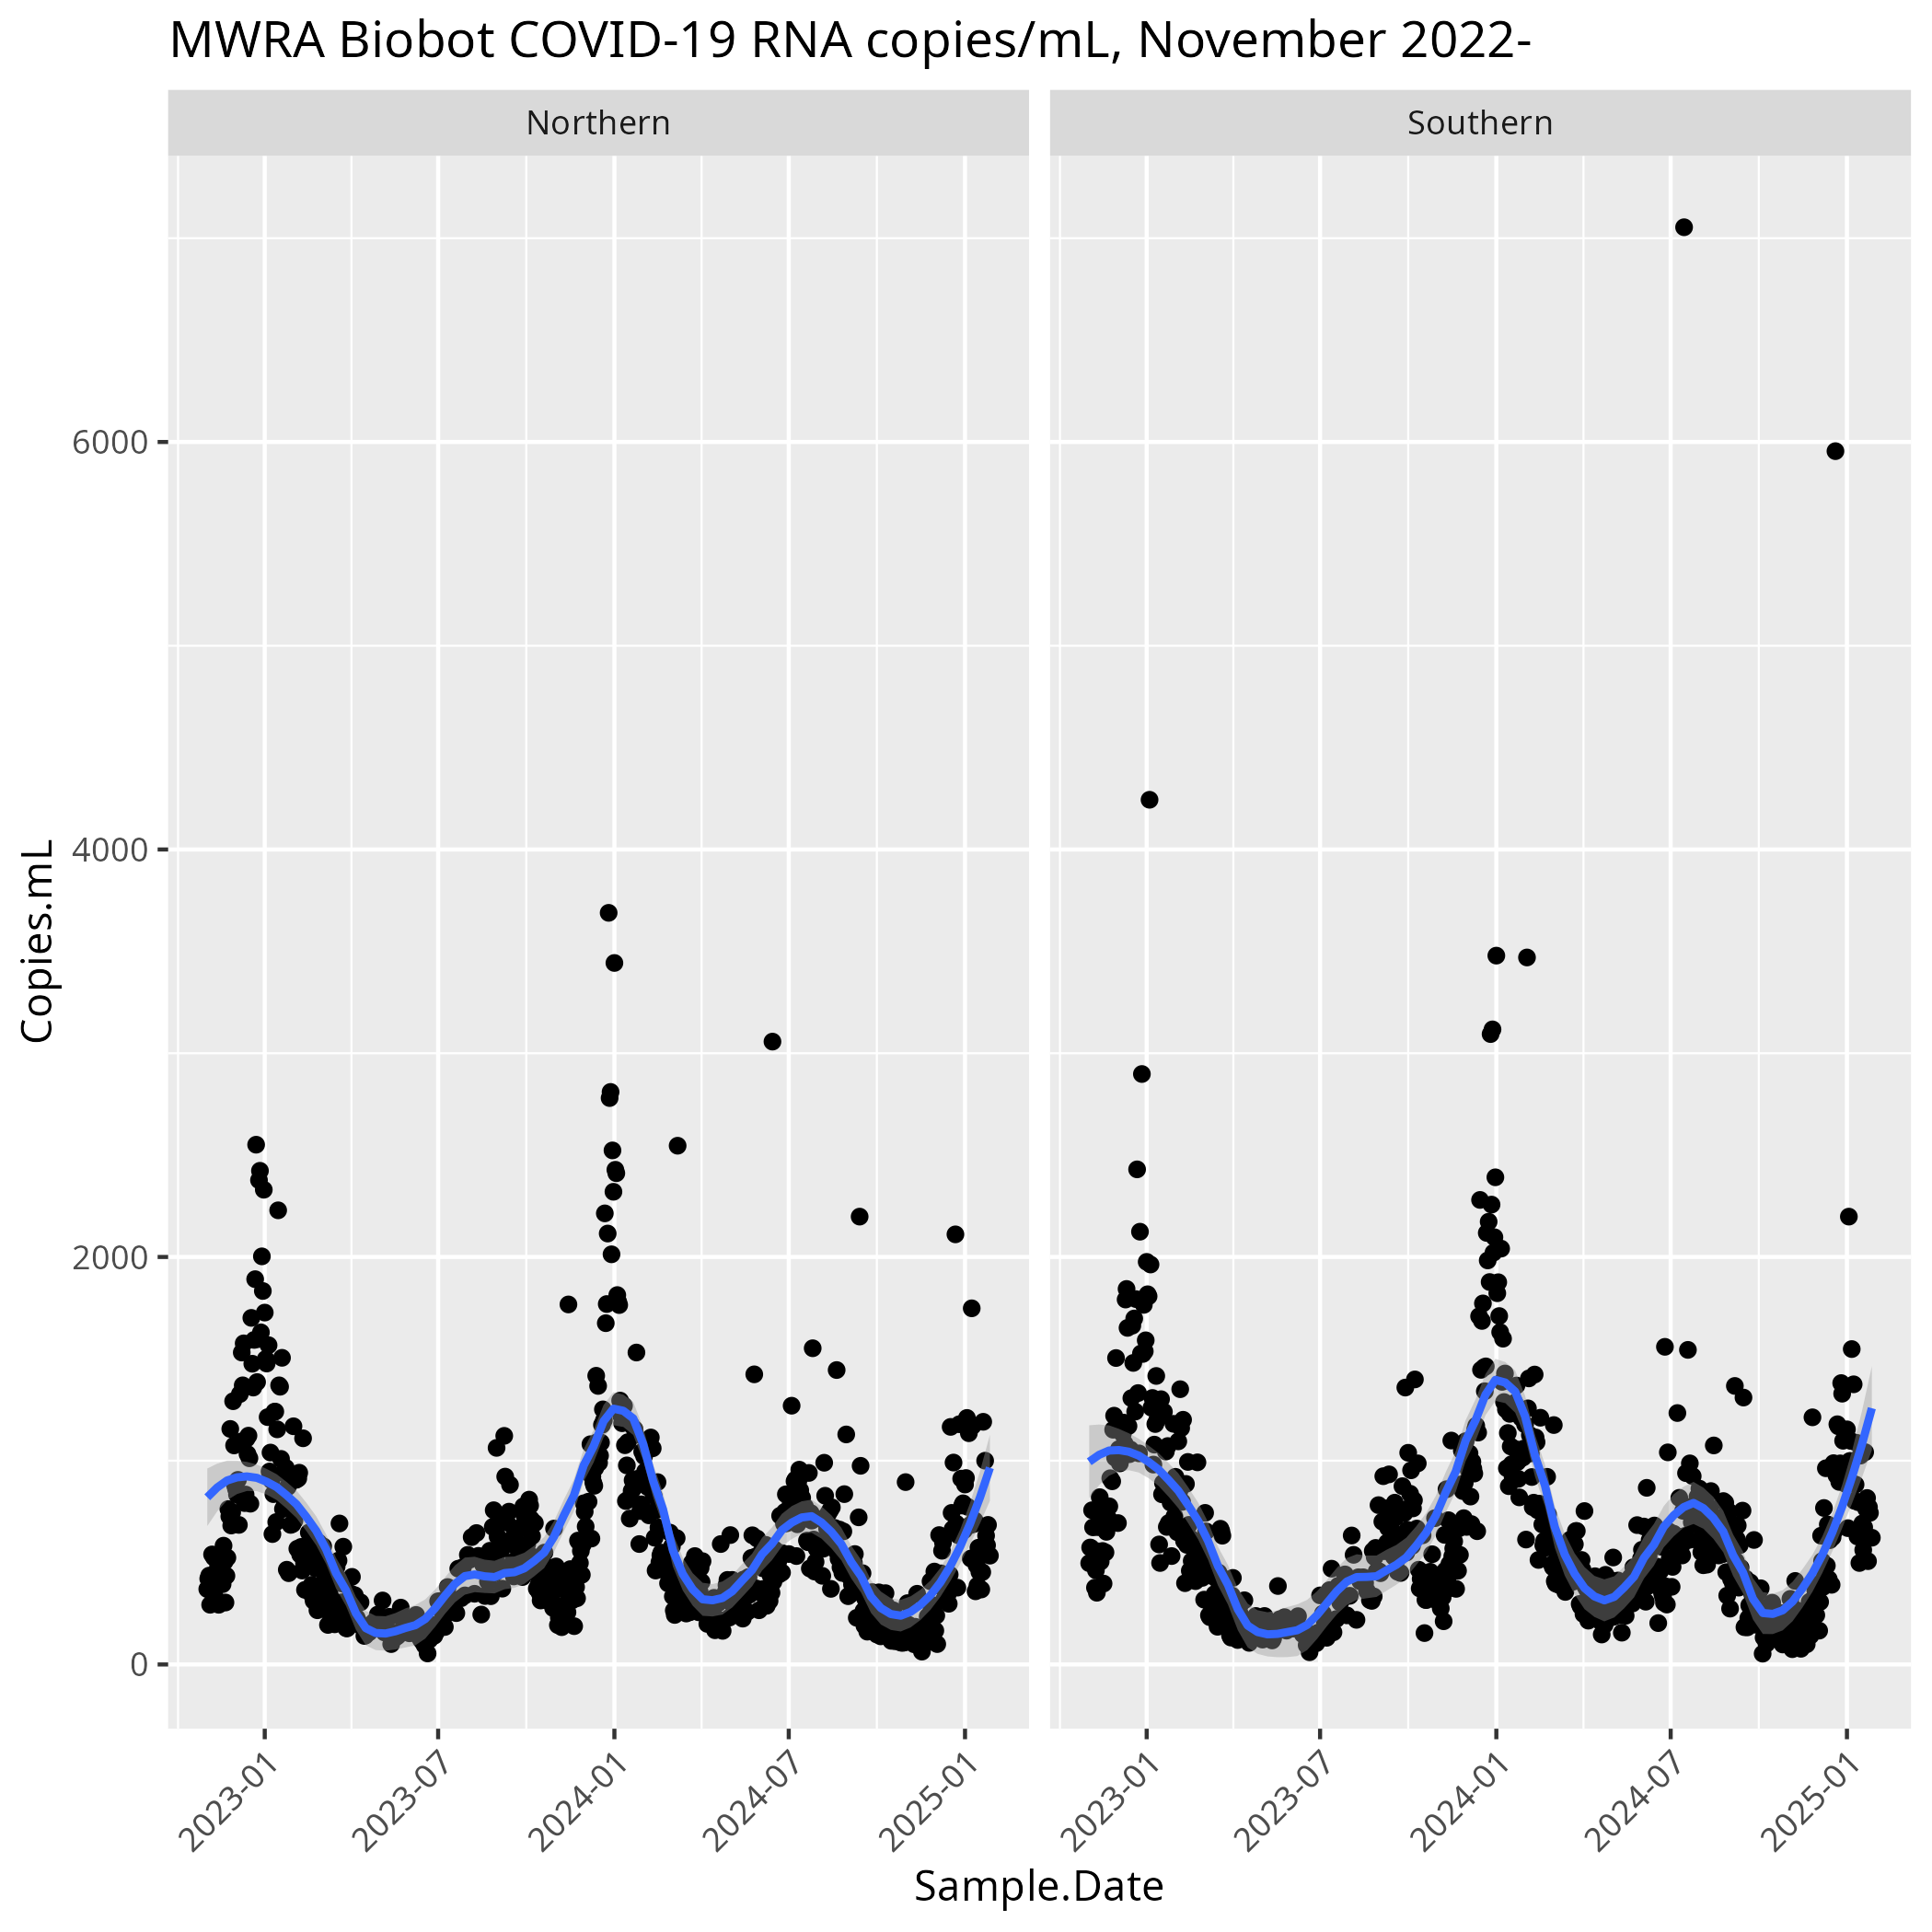 MWRA Biobot COVID-19 RNA copies/mL, November 2022-
Northern
Southern
Copies.mL
6000
4000
2000
0
2023-01
2023-07
2024-01
2024-07
2025-01
2023-01
2023-07
2024-01
2024-07
2025-01
Sample.Date